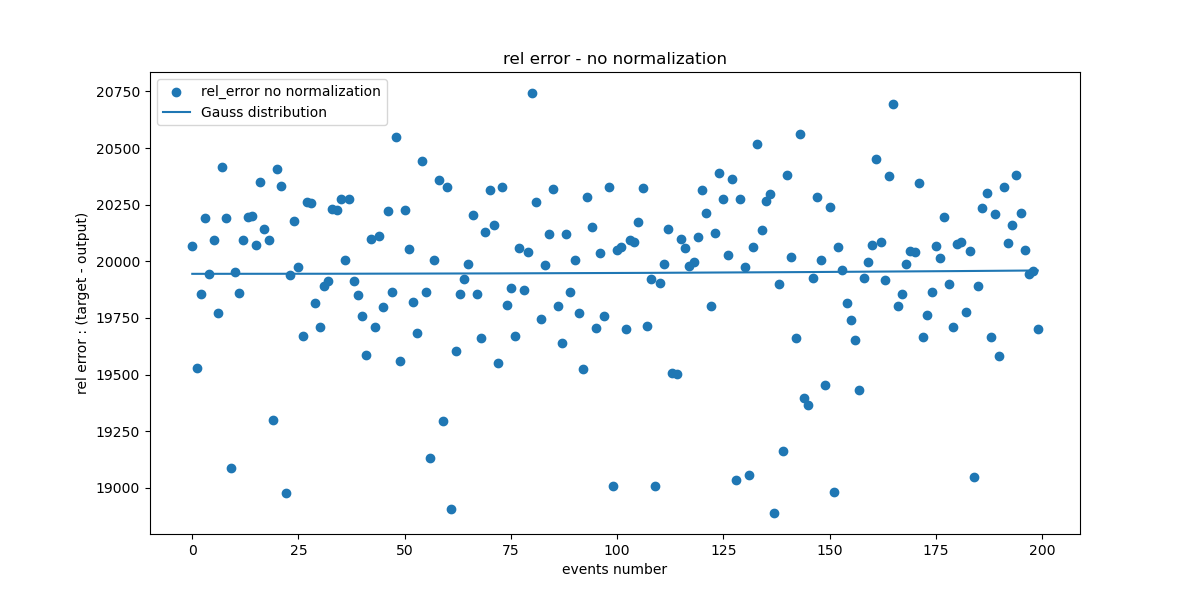 rel error - no normalization
rel_error no normalization
Gauss distribution
rel error : (target - output)
20750
20500
20250
20000
19750
19500
19250
19000
0 25 50 75 100 125 150 175 200
events number